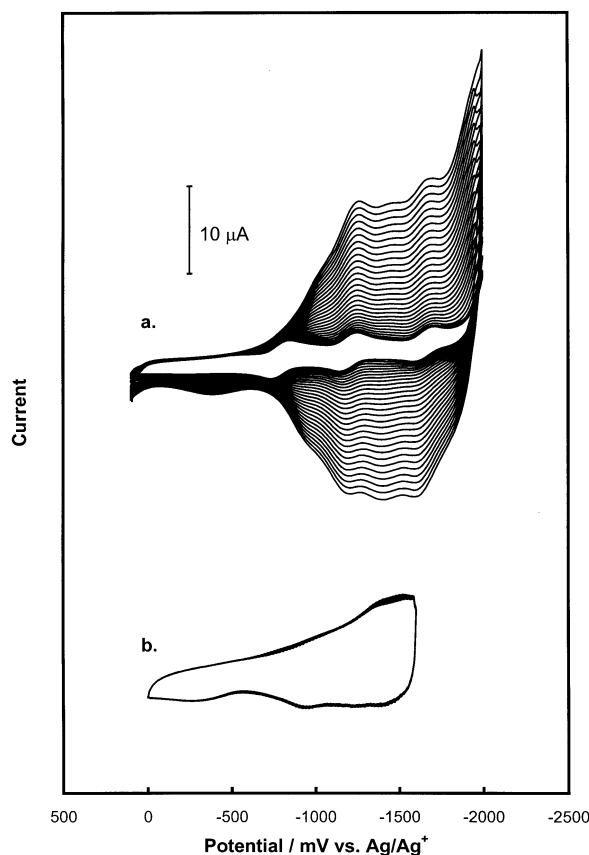 10 μA
a.
Current
b.
500 0 -500 -1000 -1500 -2000 -2500
Potential / mV vs. Ag/Ag⁺